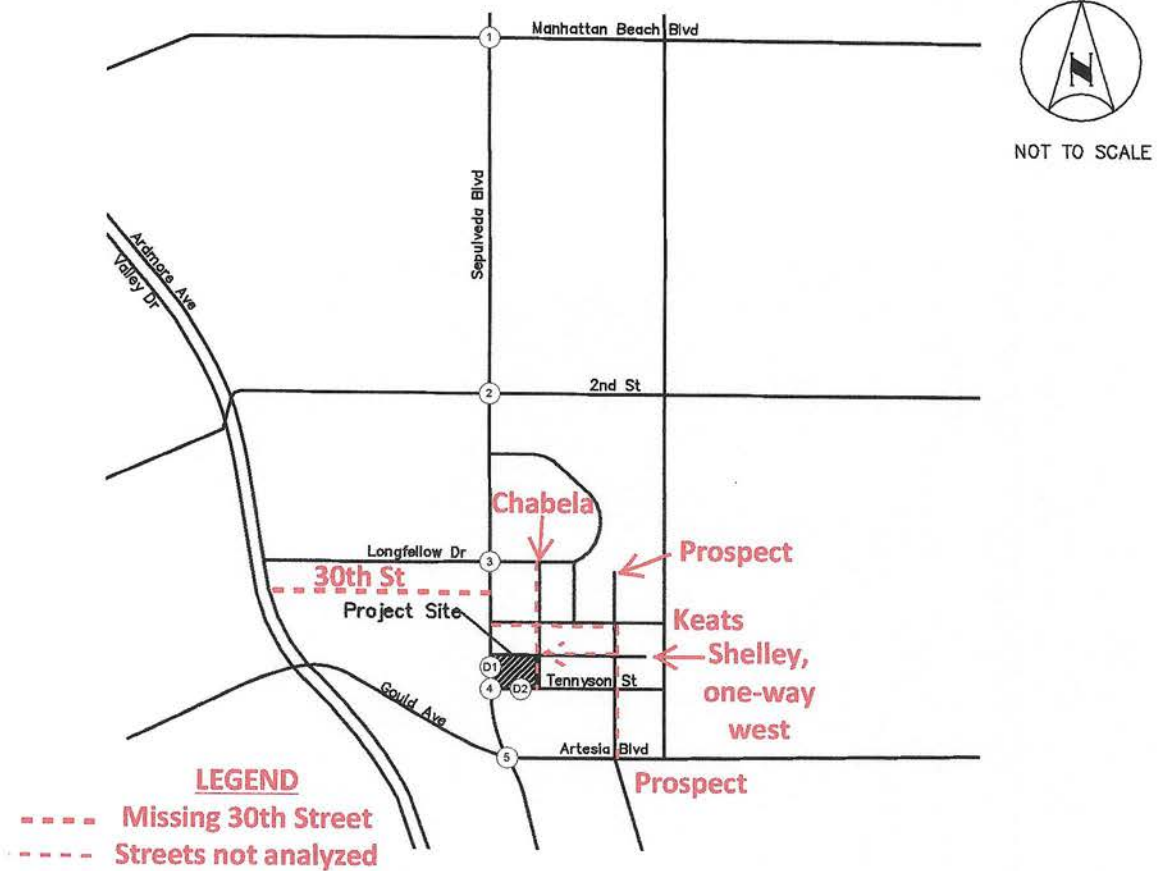 Manhattan Beach Blvd
1
N
NOT TO SCALE
Sepulveda Blvd
Ardmore Ave
Valley Dr
2nd St
2
Chabela
Longfellow Dr
3
Prospect
30th St
Project Site
Keats
Shelley,
one-way
west
D1
D2
4
Tennyson St
Gould Ave
5
Artesia Blvd
Prospect
LEGEND
Missing 30th Street
Streets not analyzed